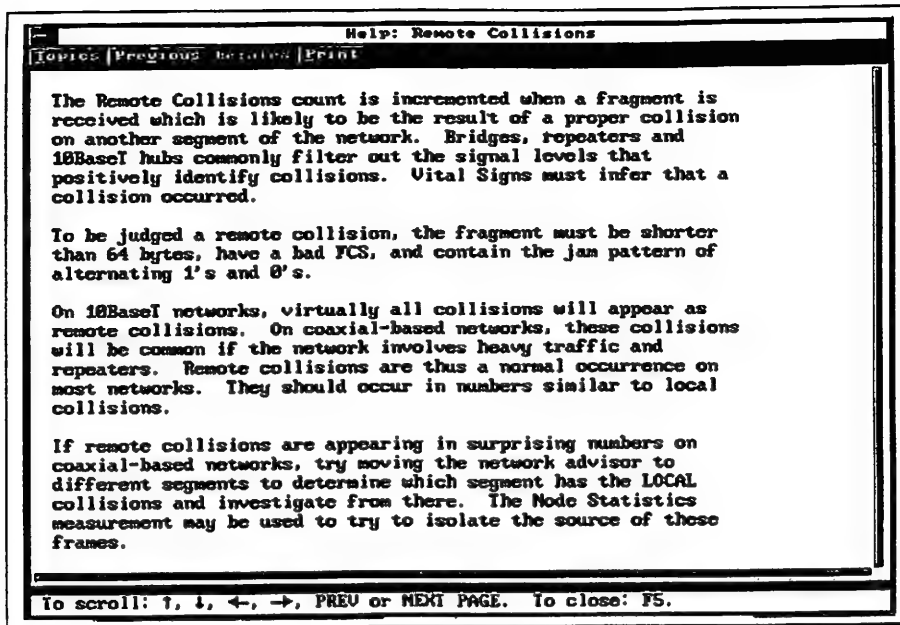 Help: Remote Collisions
Topics Previous Print
The Remote Collisions count is incremented when a fragment is
received which is likely to be the result of a proper collision
on another segment of the network. Bridges, repeaters and
10BaseT hubs commonly filter out the signal levels that
positively identify collisions. Vital Signs must infer that a
collision occurred.
To be judged a remote collision, the fragment must be shorter
than 64 bytes, have a bad FCS, and contain the jam pattern of
alternating 1's and 0's.
On 10BaseT networks, virtually all collisions will appear as
remote collisions. On coaxial-based networks, these collisions
will be common if the network involves heavy traffic and
repeaters. Remote collisions are thus a normal occurrence on
most networks. They should occur in numbers similar to local
collisions.
If remote collisions are appearing in surprising numbers on
coaxial-based networks, try moving the network advisor to
different segments to determine which segment has the LOCAL
collisions and investigate from there. The Node Statistics
measurement may be used to try to isolate the source of these
frames.
To scroll: ↑, ↓, ←, →, PREV or NEXT PAGE. To close: F5.